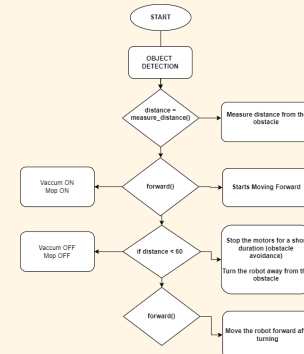 START
OBJECT
DETECTION
distance =
measure_distance()
Measure distance from the
obstacle
Vaccum ON
Mop ON
forward()
Starts Moving Forward
Vaccum OFF
Mop OFF
if distance < 60
Stop the motors for a short
duration (obstacle
avoidance)
Turn the robot away from the
obstacle
forward()
Move the robot forward after
turning